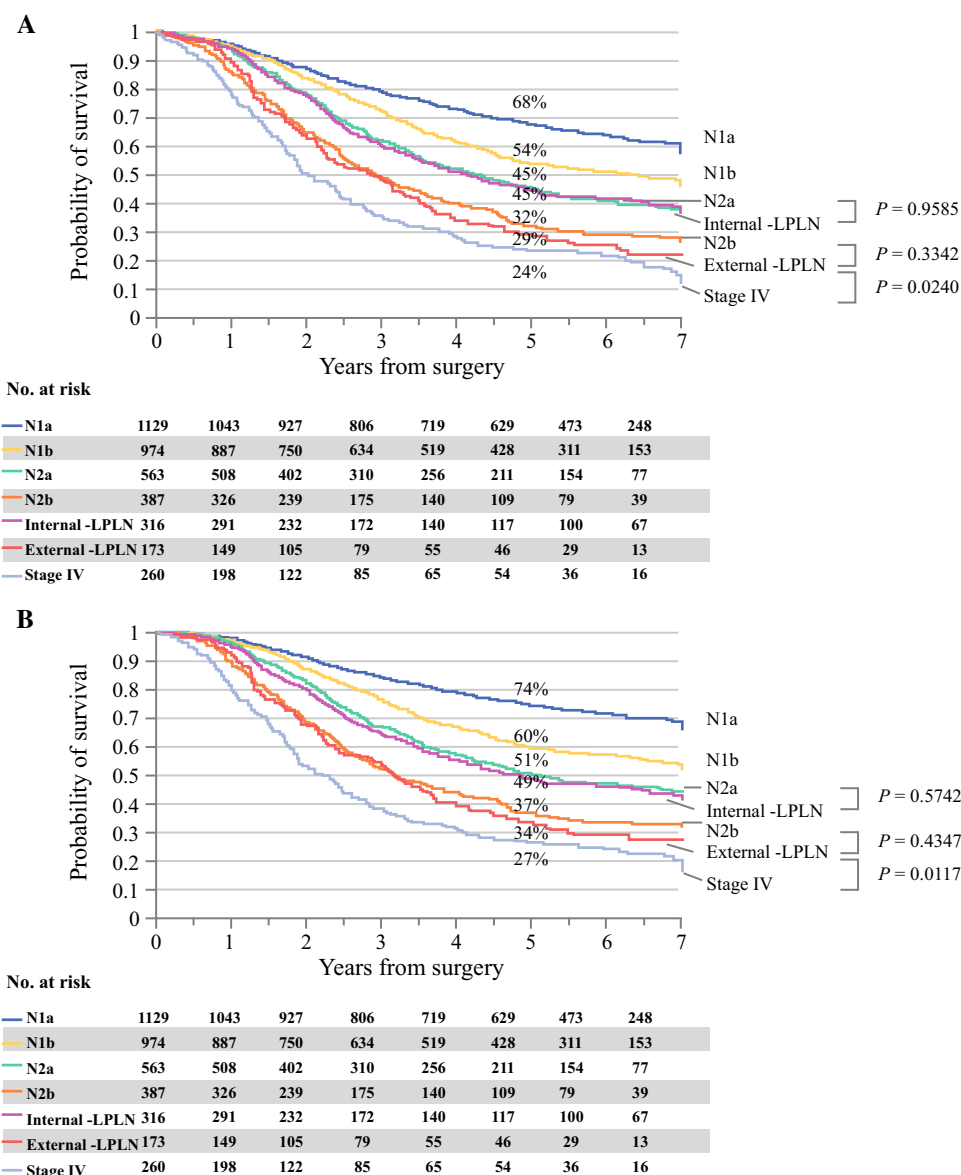 A
Probability of survival
1
0.9
0.8
0.7
0.6
0.5
0.4
0.3
0.2
0.1
0
68%
54%
45%
45%
32%
29%
24%
N1a
N1b
N2a
Internal -LPLN
N2b
External -LPLN
Stage IV
P = 0.9585
P = 0.3342
P = 0.0240
0 1 2 3 4 5 6 7
Years from surgery
No. at risk
N1a 1129 1043 927 806 719 629 473 248
N1b 974 887 750 634 519 428 311 153
N2a 563 508 402 310 256 211 154 77
N2b 387 326 239 175 140 109 79 39
Internal -LPLN 316 291 232 172 140 117 100 67
External -LPLN 173 149 105 79 55 46 29 13
Stage IV 260 198 122 85 65 54 36 16
B
Probability of survival
1
0.9
0.8
0.7
0.6
0.5
0.4
0.3
0.2
0.1
0
74%
60%
51%
49%
37%
34%
27%
N1a
N1b
N2a
Internal -LPLN
N2b
External -LPLN
Stage IV
P = 0.5742
P = 0.4347
P = 0.0117
0 1 2 3 4 5 6 7
Years from surgery
No. at risk
N1a 1129 1043 927 806 719 629 473 248
N1b 974 887 750 634 519 428 311 153
N2a 563 508 402 310 256 211 154 77
N2b 387 326 239 175 140 109 79 39
Internal -LPLN 316 291 232 172 140 117 100 67
External -LPLN 173 149 105 79 55 46 29 13
Stage IV 260 198 122 85 65 54 36 16